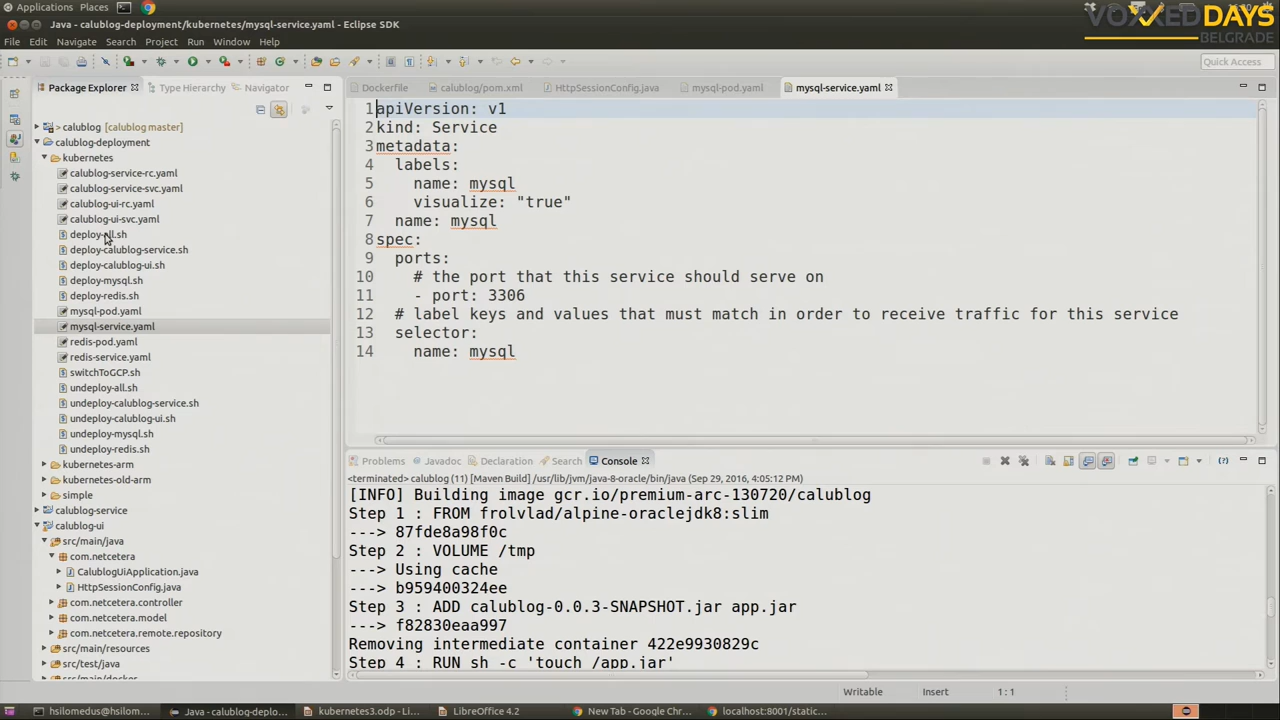 Applications Places
Java - calublog-deployment/kubernetes/mysql-service.yaml - Eclipse SDK
VOXXED DAYS
BELGRADE
File Edit Navigate Search Project Run Window Help
Quick Access
Package Explorer Type Hierarchy Navigator
Dockerfile calublog/pom.xml HttpSessionConfig.java mysql-pod.yaml mysql-service.yaml
> calublog [calublog master]
calublog-deployment
kubernetes
calublog-service-rc.yaml
calublog-service-svc.yaml
calublog-ui-rc.yaml
calublog-ui-svc.yaml
deploy-all.sh
deploy-calublog-service.sh
deploy-calublog-ui.sh
deploy-mysql.sh
deploy-redis.sh
mysql-pod.yaml
mysql-service.yaml
redis-pod.yaml
redis-service.yaml
switchToGCP.sh
undeploy-all.sh
undeploy-calublog-service.sh
undeploy-calublog-ui.sh
undeploy-mysql.sh
undeploy-redis.sh
kubernetes-arm
kubernetes-old-arm
simple
calublog-service
calublog-ui
src/main/java
com.netcetera
CalublogUiApplication.java
HttpSessionConfig.java
com.netcetera.controller
com.netcetera.model
com.netcetera.remote.repository
src/main/resources
src/test/java
src/main/docker
1 apiVersion: v1
2 kind: Service
3 metadata:
4 labels:
5 name: mysql
6 visualize: "true"
7 name: mysql
8 spec:
9 ports:
10 # the port that this service should serve on
11 - port: 3306
12 # label keys and values that must match in order to receive traffic for this service
13 selector:
14 name: mysql
Problems Javadoc Declaration Search Console
<terminated> calublog (11) [Maven Build] /usr/lib/jvm/java-8-oracle/bin/java (Sep 29, 2016, 4:05:12 PM)
[INFO] Building image gcr.io/premium-arc-130720/calublog
Step 1 : FROM frolvlad/alpine-oraclejdk8:slim
---> 87fde8a98f0c
Step 2 : VOLUME /tmp
---> Using cache
---> b959400324ee
Step 3 : ADD calublog-0.0.3-SNAPSHOT.jar app.jar
---> f82830eaa997
Removing intermediate container 422e9930829c
Step 4 : RUN sh -c 'touch /app.jar'
Writable Insert 1 : 1
hsilomedus@hsilom... Java - calublog-deplo... kubernetes3.odp - Li... LibreOffice 4.2 New Tab - Google Chr... localhost:8001/static...